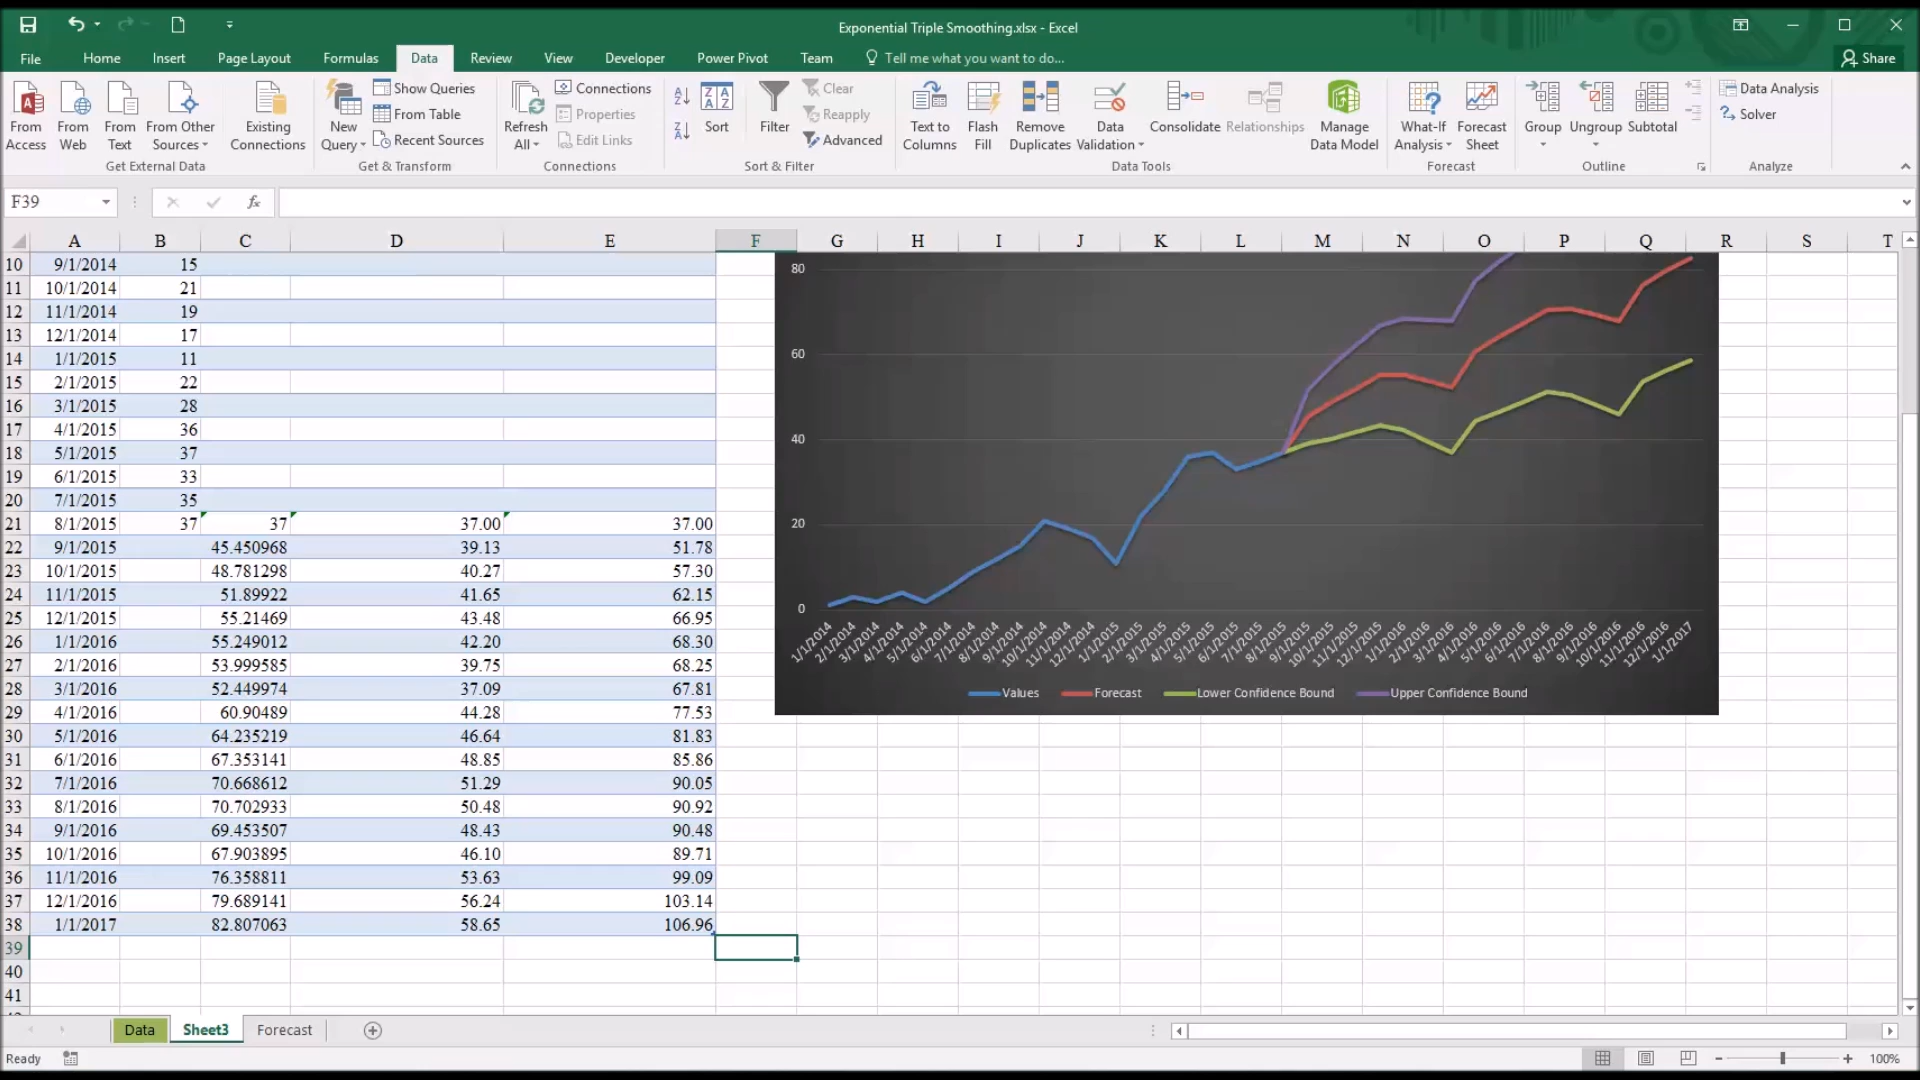 Exponential Triple Smoothing.xlsx - Excel
File Home Insert Page Layout Formulas Data Review View Developer Power Pivot Team Tell me what you want to do... Share
From Access From Web From Text From Other Sources Existing Connections
Get External Data
New Query Show Queries From Table Recent Sources
Get & Transform
Refresh All Connections Properties Edit Links
Connections
Sort Filter Clear Reapply Advanced
Sort & Filter
Text to Columns Flash Fill Remove Duplicates Data Validation Consolidate Relationships Manage Data Model
Data Tools
What-If Analysis Forecast Sheet
Forecast
Group Ungroup Subtotal
Outline
Data Analysis Solver
Analyze
F39 fx
A B C D E F G H I J K L M N O P Q R S T
10 9/1/2014 15
11 10/1/2014 21
12 11/1/2014 19
13 12/1/2014 17
14 1/1/2015 11
15 2/1/2015 22
16 3/1/2015 28
17 4/1/2015 36
18 5/1/2015 37
19 6/1/2015 33
20 7/1/2015 35
21 8/1/2015 37 37 37.00 37.00
22 9/1/2015 45.450968 39.13 51.78
23 10/1/2015 48.781298 40.27 57.30
24 11/1/2015 51.89922 41.65 62.15
25 12/1/2015 55.21469 43.48 66.95
26 1/1/2016 55.249012 42.20 68.30
27 2/1/2016 53.999585 39.75 68.25
28 3/1/2016 52.449974 37.09 67.81
29 4/1/2016 60.90489 44.28 77.53
30 5/1/2016 64.235219 46.64 81.83
31 6/1/2016 67.353141 48.85 85.86
32 7/1/2016 70.668612 51.29 90.05
33 8/1/2016 70.702933 50.48 90.92
34 9/1/2016 69.453507 48.43 90.48
35 10/1/2016 67.903895 46.10 89.71
36 11/1/2016 76.358811 53.63 99.09
37 12/1/2016 79.689141 56.24 103.14
38 1/1/2017 82.807063 58.65 106.96
39
40
41
80
60
40
20
0
1/1/2014 2/1/2014 3/1/2014 4/1/2014 5/1/2014 6/1/2014 7/1/2014 8/1/2014 9/1/2014 10/1/2014 11/1/2014 12/1/2014 1/1/2015 2/1/2015 3/1/2015 4/1/2015 5/1/2015 6/1/2015 7/1/2015 8/1/2015 9/1/2015 10/1/2015 11/1/2015 12/1/2015 1/1/2016 2/1/2016 3/1/2016 4/1/2016 5/1/2016 6/1/2016 7/1/2016 8/1/2016 9/1/2016 10/1/2016 11/1/2016 12/1/2016 1/1/2017
Values Forecast Lower Confidence Bound Upper Confidence Bound
Data Sheet3 Forecast
Ready 100%